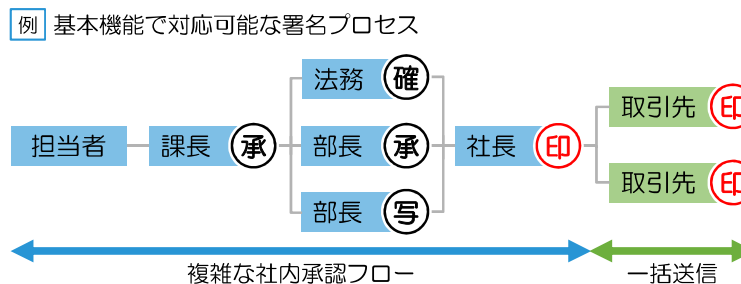 例 基本機能で対応可能な署名プロセス
法務 確
取引先 印
担当者 課長 承 部長 承 社長 印
取引先 印
部長 写
複雑な社内承認フロー 一括送信